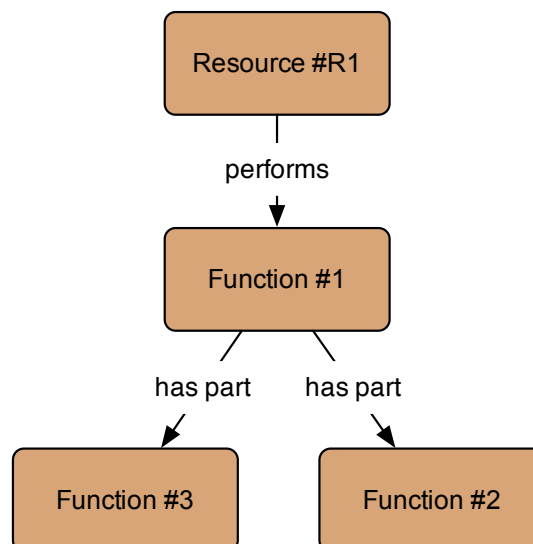 Resource #R1
performs
Function #1
has part
has part
Function #3
Function #2